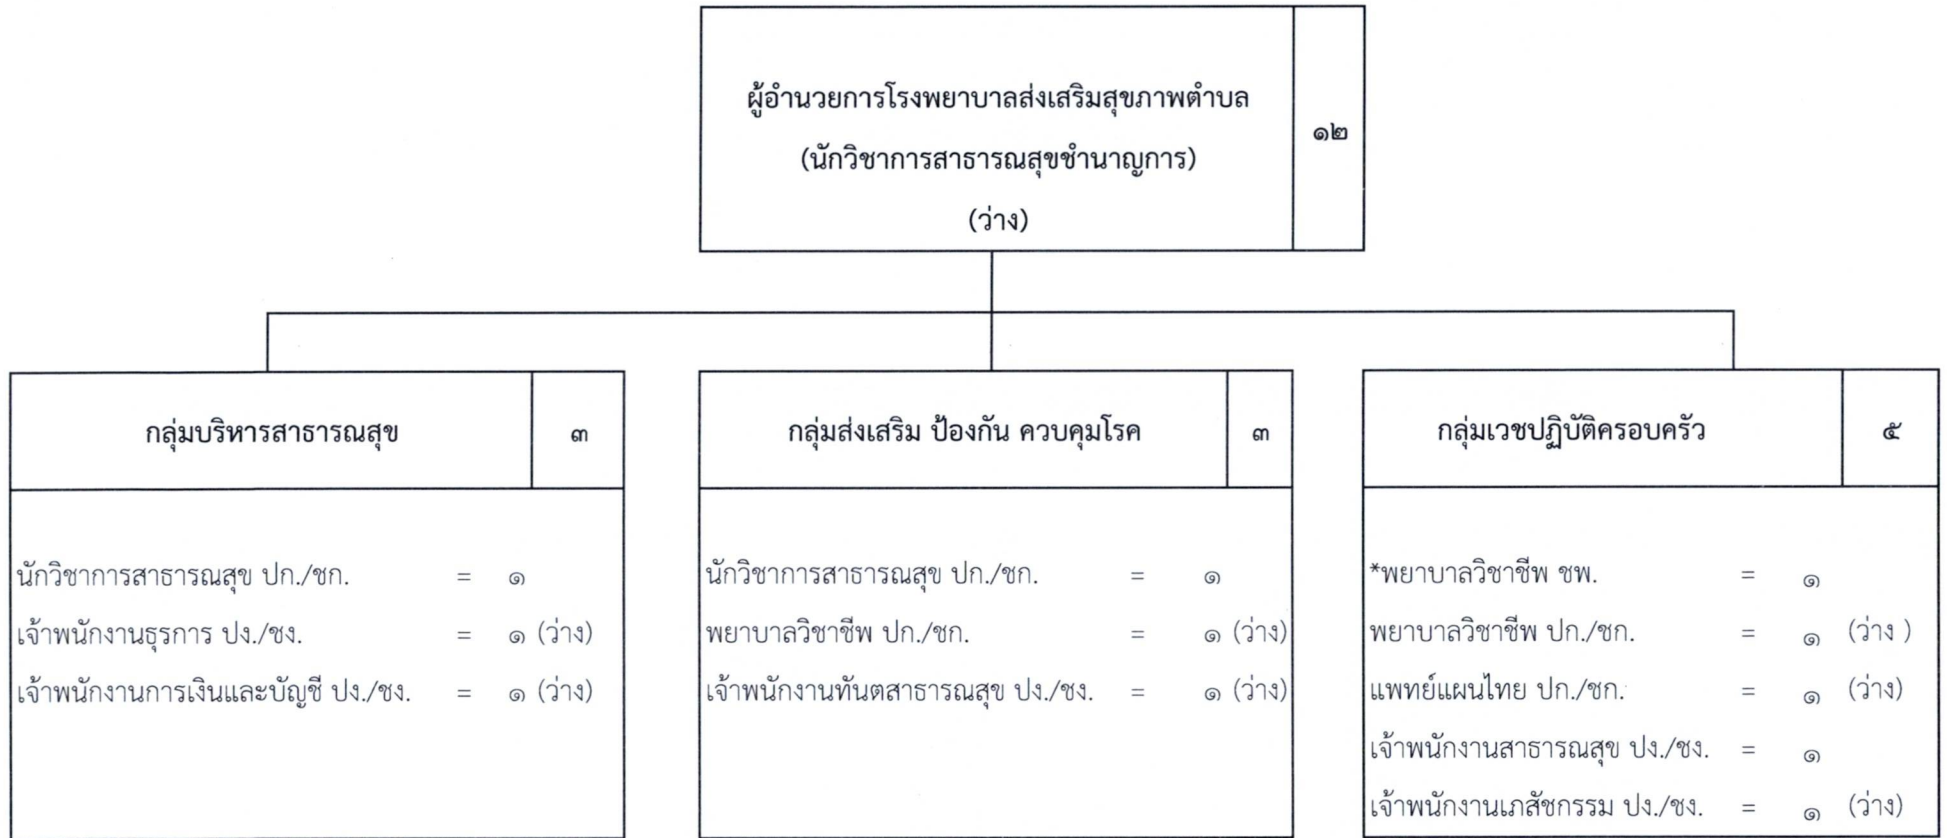 ผู้อำนวยการโรงพยาบาลส่งเสริมสุขภาพตำบล
(นักวิชาการสาธารณสุขชำนาญการ)
(ว่าง)
๑๒
กลุ่มบริหารสาธารณสุข ๓
นักวิชาการสาธารณสุข ปก./ชก. = ๑
เจ้าพนักงานธุรการ ปง./ชง. = ๑ (ว่าง)
เจ้าพนักงานการเงินและบัญชี ปง./ชง. = ๑ (ว่าง)
กลุ่มส่งเสริม ป้องกัน ควบคุมโรค ๓
นักวิชาการสาธารณสุข ปก./ชก. = ๑
พยาบาลวิชาชีพ ปก./ชก. = ๑ (ว่าง)
เจ้าพนักงานทันตสาธารณสุข ปง./ชง. = ๑ (ว่าง)
กลุ่มเวชปฏิบัติครอบครัว ๕
*พยาบาลวิชาชีพ ชพ. = ๑
พยาบาลวิชาชีพ ปก./ชก. = ๑ (ว่าง )
แพทย์แผนไทย ปก./ชก. = ๑ (ว่าง)
เจ้าพนักงานสาธารณสุข ปง./ชง. = ๑
เจ้าพนักงานเภสัชกรรม ปง./ชง. = ๑ (ว่าง)